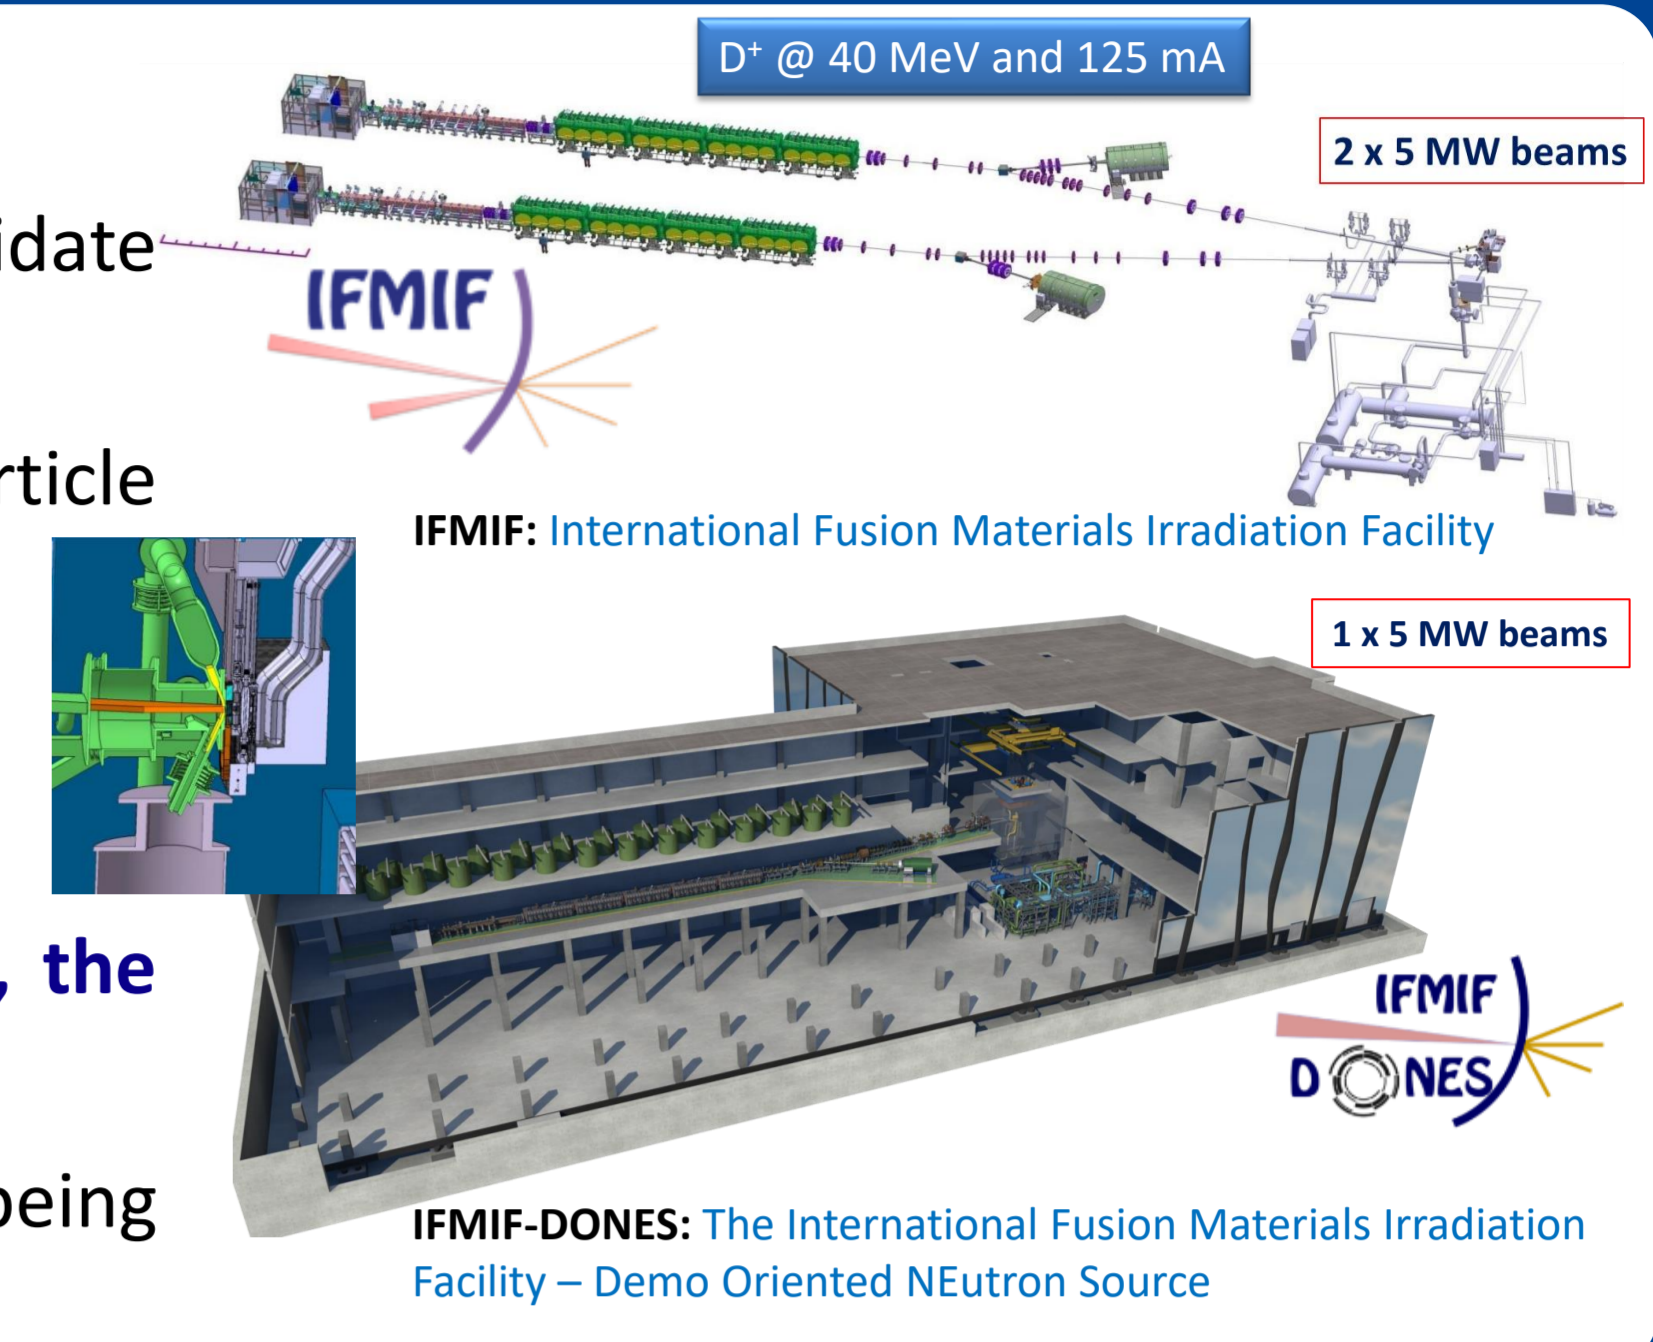 D⁺ @ 40 MeV and 125 mA
2 x 5 MW beams
idate
IFMIF
rticle
IFMIF: International Fusion Materials Irradiation Facility
1 x 5 MW beams
, the
IFMIF
DONES
being
IFMIF-DONES: The International Fusion Materials Irradiation
Facility – Demo Oriented NEutron Source